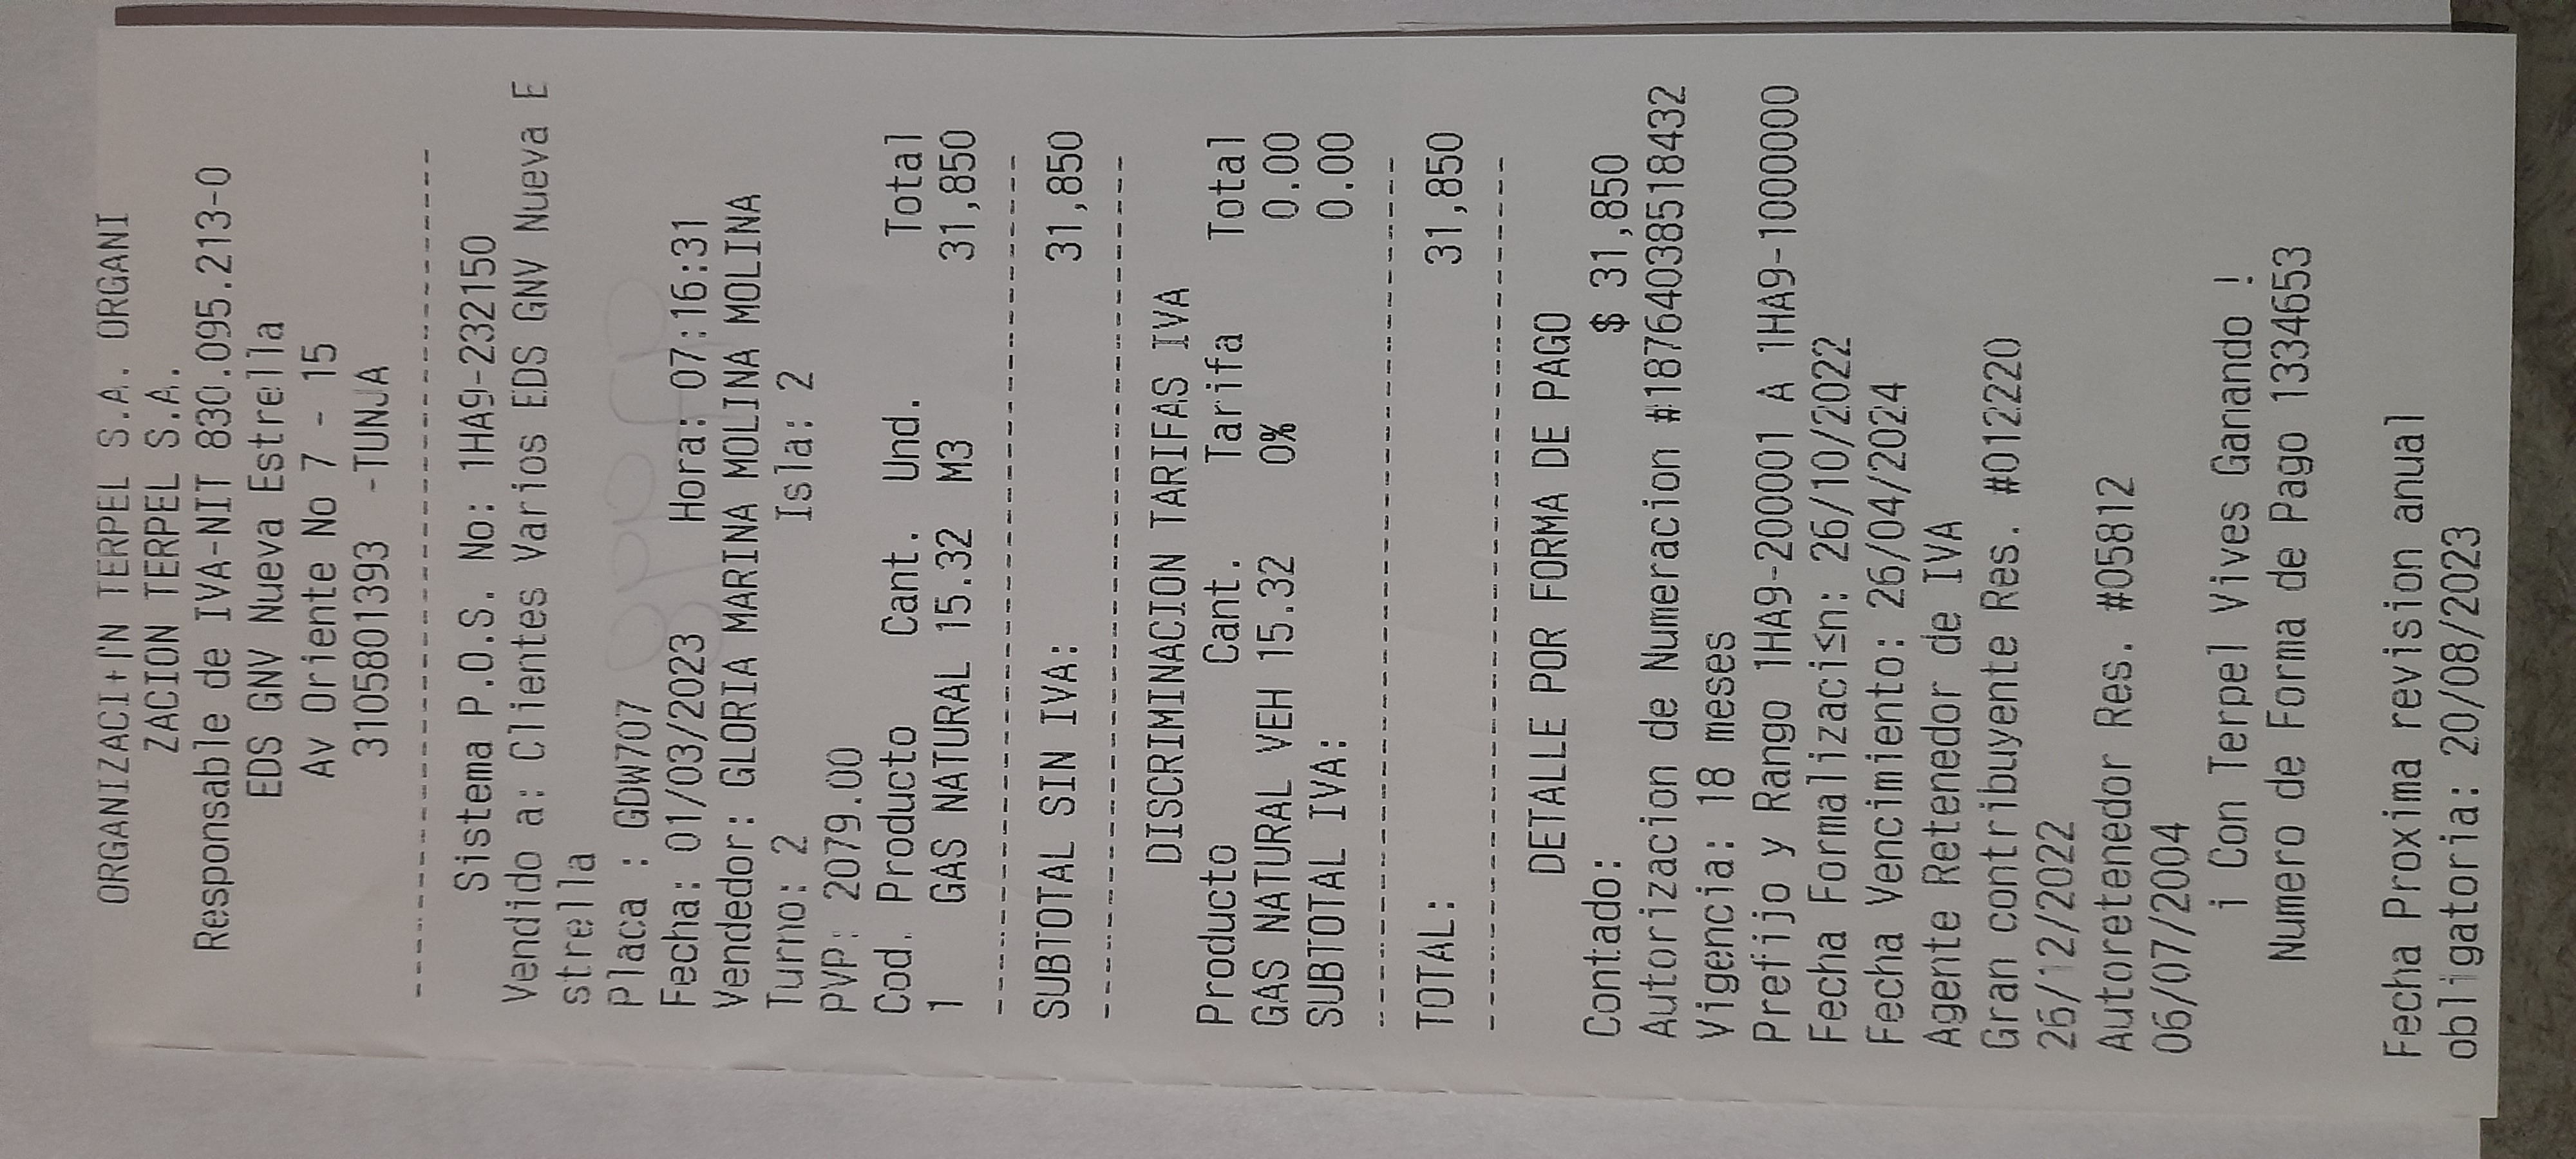 ORGANIZACI+ΓN TERPEL S.A. ORGANI
ZACION TERPEL S.A.
Responsable de IVA-NIT 830.095.213-0
EDS GNV Nueva Estrella
Av Oriente No 7 - 15
3105801393 -TUNJA
Sistema P.O.S. No: 1HA9-232150
Vendido a: Clientes Varios EDS GNV Nueva E
strella
Placa : GDW707
Fecha: 01/03/2023 Hora: 07:16:31
Vendedor: GLORIA MARINA MOLINA MOLINA
Turno: 2 Isla: 2
PVP: 2079.00
Cod. Producto Cant. Und. Total
1 GAS NATURAL 15.32 M3 31,850
SUBTOTAL SIN IVA: 31,850
DISCRIMINACION TARIFAS IVA
Producto Cant. Tarifa Total
GAS NATURAL VEH 15.32 0% 0.00
SUBTOTAL IVA: 0.00
TOTAL: 31,850
DETALLE POR FORMA DE PAGO
Contado: $ 31,850
Autorizacion de Numeracion #18764038518432
Vigencia: 18 meses
Prefijo y Rango 1HA9-200001 A 1HA9-1000000
Fecha Formalizaci≤n: 26/10/2022
Fecha Vencimiento: 26/04/2024
Agente Retenedor de IVA
Gran contribuyente Res. #012220
26/12/2022
Autoretenedor Res. #05812
06/07/2004
¡ Con Terpel Vives Ganando !
Numero de Forma de Pago 1334653
Fecha Proxima revision anual
obligatoria: 20/08/2023